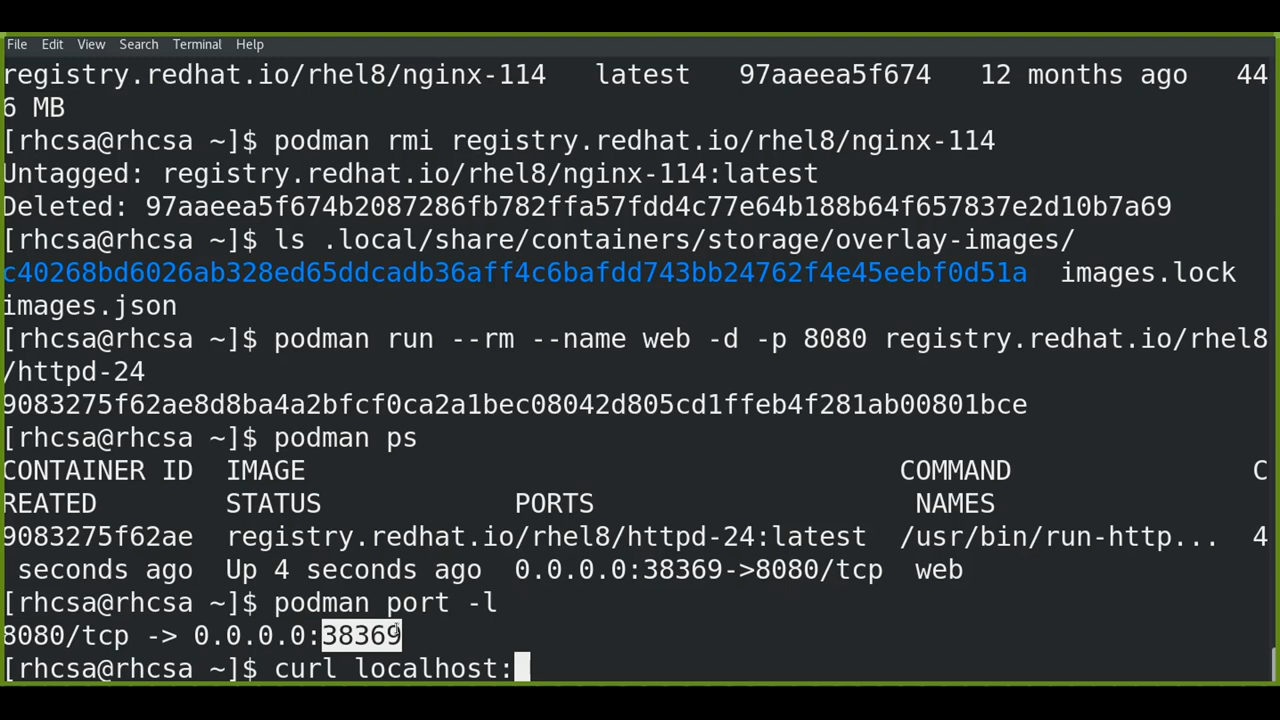 File Edit View Search Terminal Help
registry.redhat.io/rhel8/nginx-114   latest   97aaeea5f674   12 months ago   44
6 MB
[rhcsa@rhcsa ~]$ podman rmi registry.redhat.io/rhel8/nginx-114
Untagged: registry.redhat.io/rhel8/nginx-114:latest
Deleted: 97aaeea5f674b2087286fb782ffa57fdd4c77e64b188b64f657837e2d10b7a69
[rhcsa@rhcsa ~]$ ls .local/share/containers/storage/overlay-images/
c40268bd6026ab328ed65ddcadb36aff4c6bafdd743bb24762f4e45eebf0d51a  images.lock
images.json
[rhcsa@rhcsa ~]$ podman run --rm --name web -d -p 8080 registry.redhat.io/rhel8
/httpd-24
9083275f62ae8d8ba4a2bfcf0ca2a1bec08042d805cd1ffeb4f281ab00801bce
[rhcsa@rhcsa ~]$ podman ps
CONTAINER ID  IMAGE                                     COMMAND               C
REATED        STATUS            PORTS                    NAMES
9083275f62ae  registry.redhat.io/rhel8/httpd-24:latest  /usr/bin/run-http...  4
 seconds ago  Up 4 seconds ago  0.0.0.0:38369->8080/tcp  web
[rhcsa@rhcsa ~]$ podman port -l
8080/tcp -> 0.0.0.0:38369
[rhcsa@rhcsa ~]$ curl localhost: